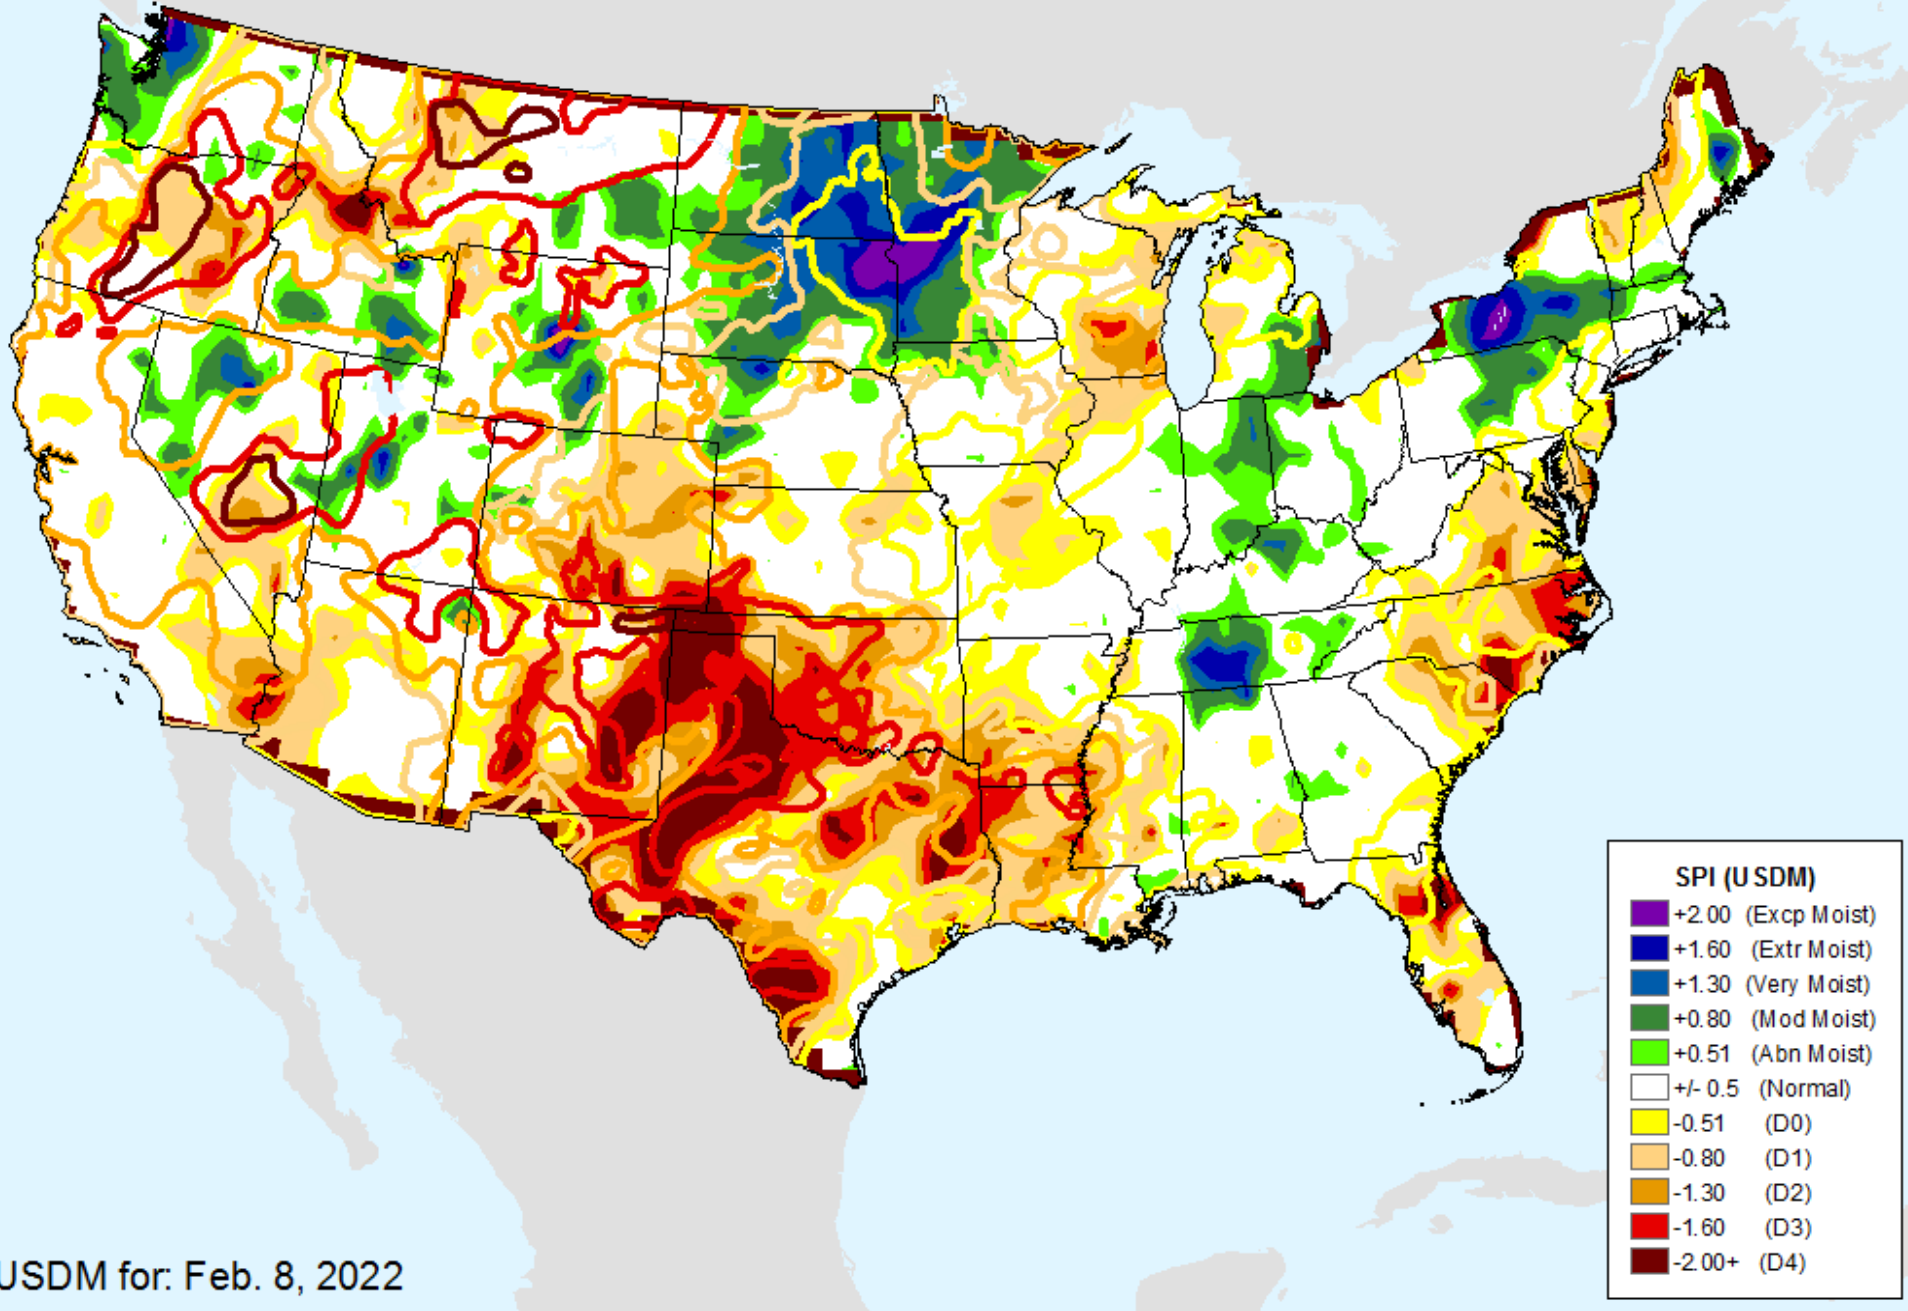 SPI (USDM)
+2.00 (Excp Moist)
+1.60 (Extr Moist)
+1.30 (Very Moist)
+0.80 (Mod Moist)
+0.51 (Abn Moist)
+/- 0.5 (Normal)
-0.51 (D0)
-0.80 (D1)
-1.30 (D2)
-1.60 (D3)
-2.00+ (D4)
USDM for: Feb. 8, 2022